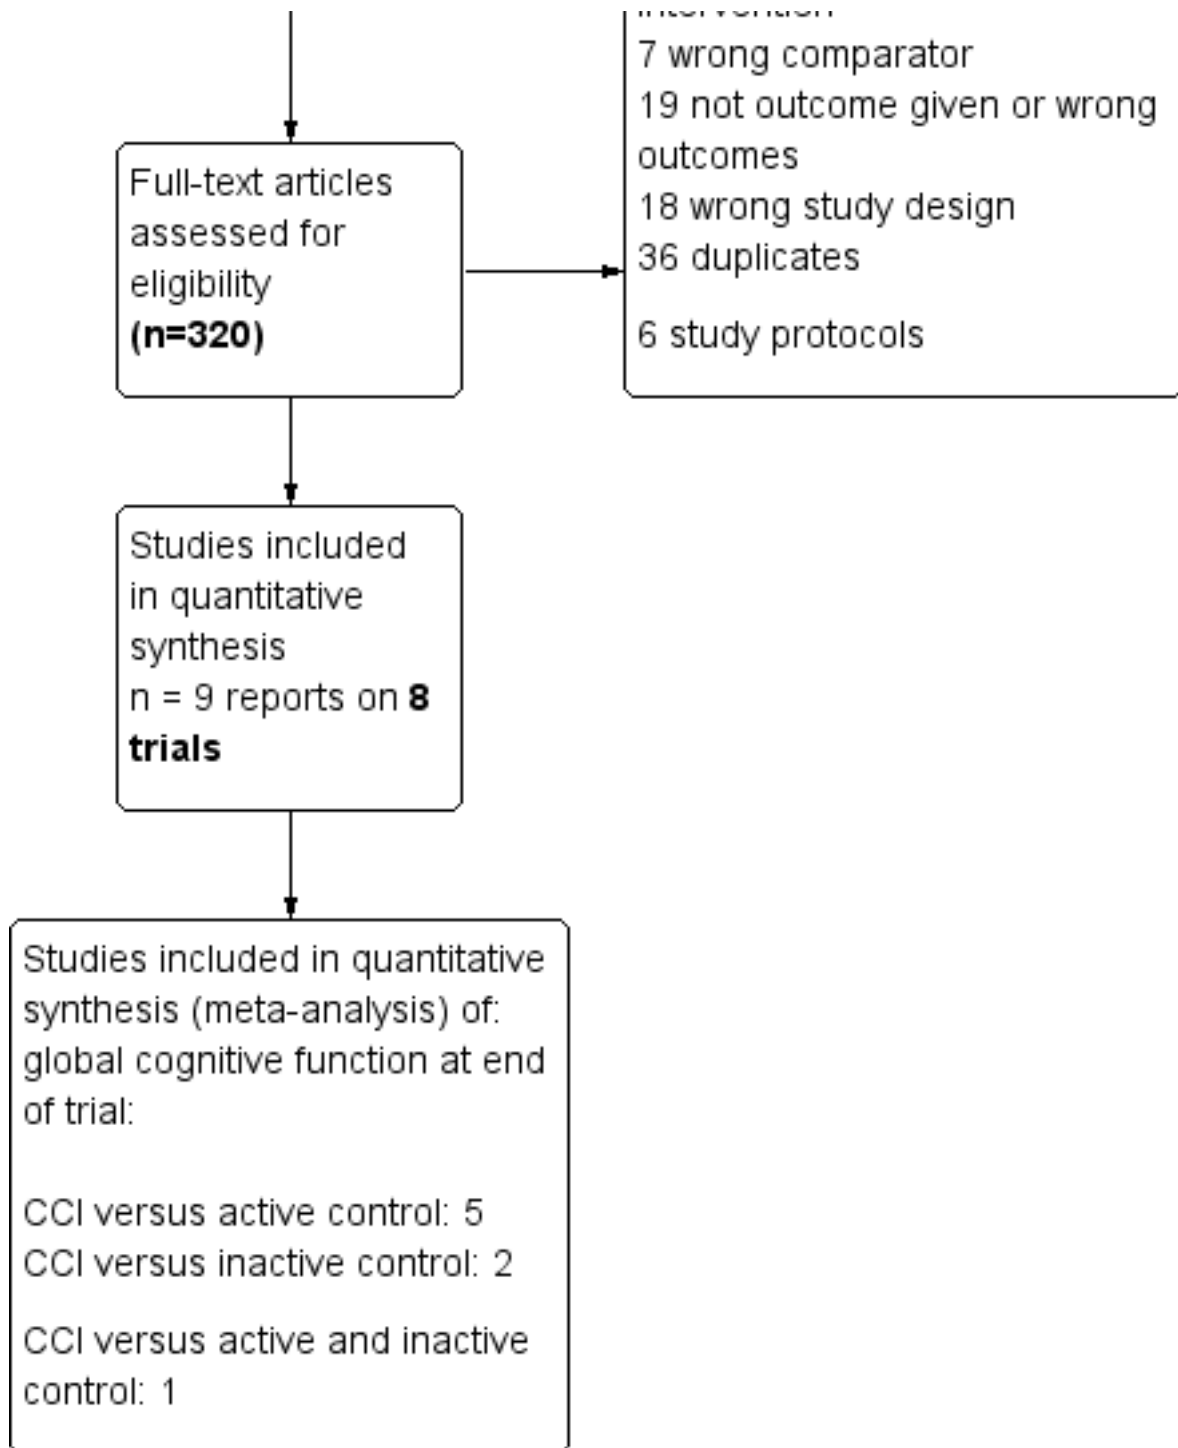 intervention
7 wrong comparator
19 not outcome given or wrong
outcomes
18 wrong study design
36 duplicates
6 study protocols
Full-text articles
assessed for
eligibility
(n=320)
Studies included
in quantitative
synthesis
n = 9 reports on 8
trials
Studies included in quantitative
synthesis (meta-analysis) of:
global cognitive function at end
of trial:
CCI versus active control: 5
CCI versus inactive control: 2
CCI versus active and inactive
control: 1